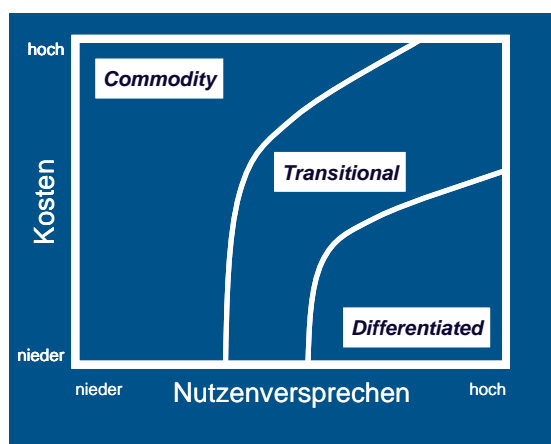 hoch
Commodity
Transitional
Kosten
Differentiated
nieder
nieder
Nutzenversprechen
hoch